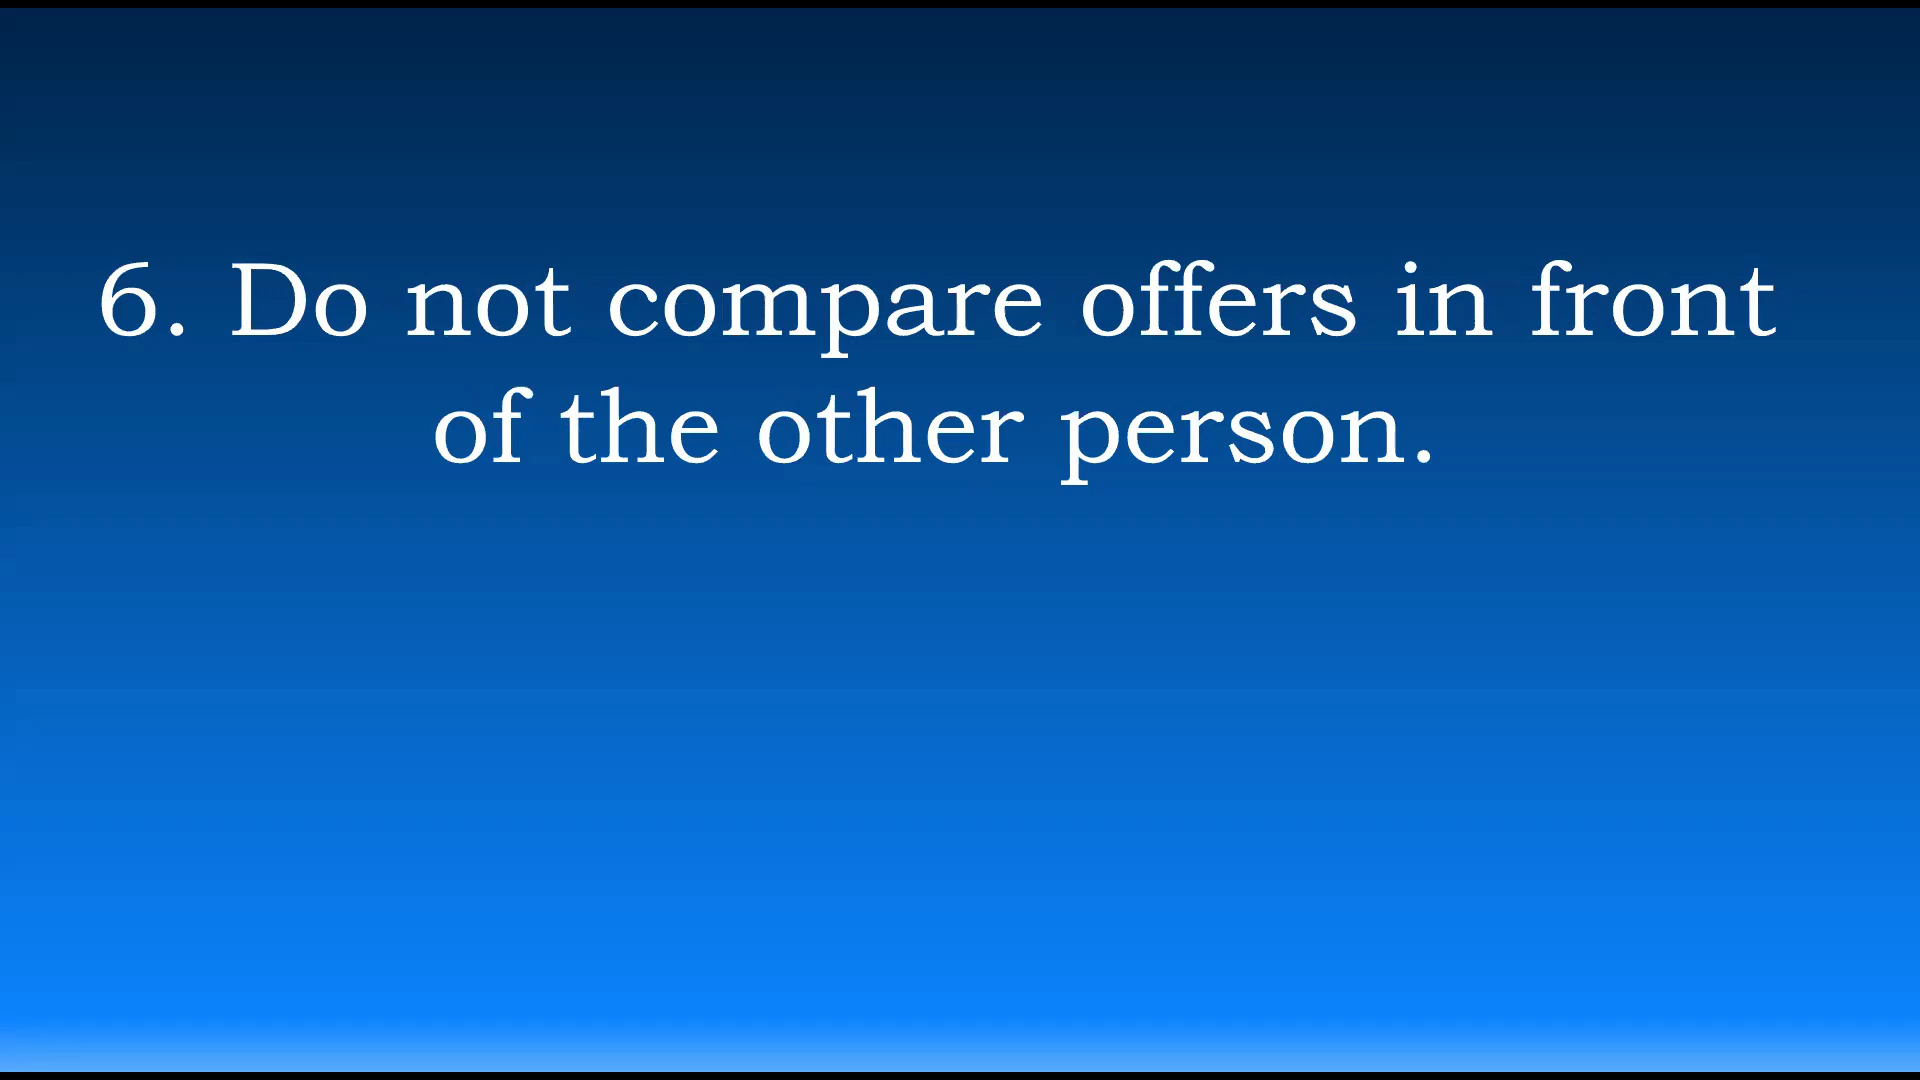 6. Do not compare offers in front
of the other person.